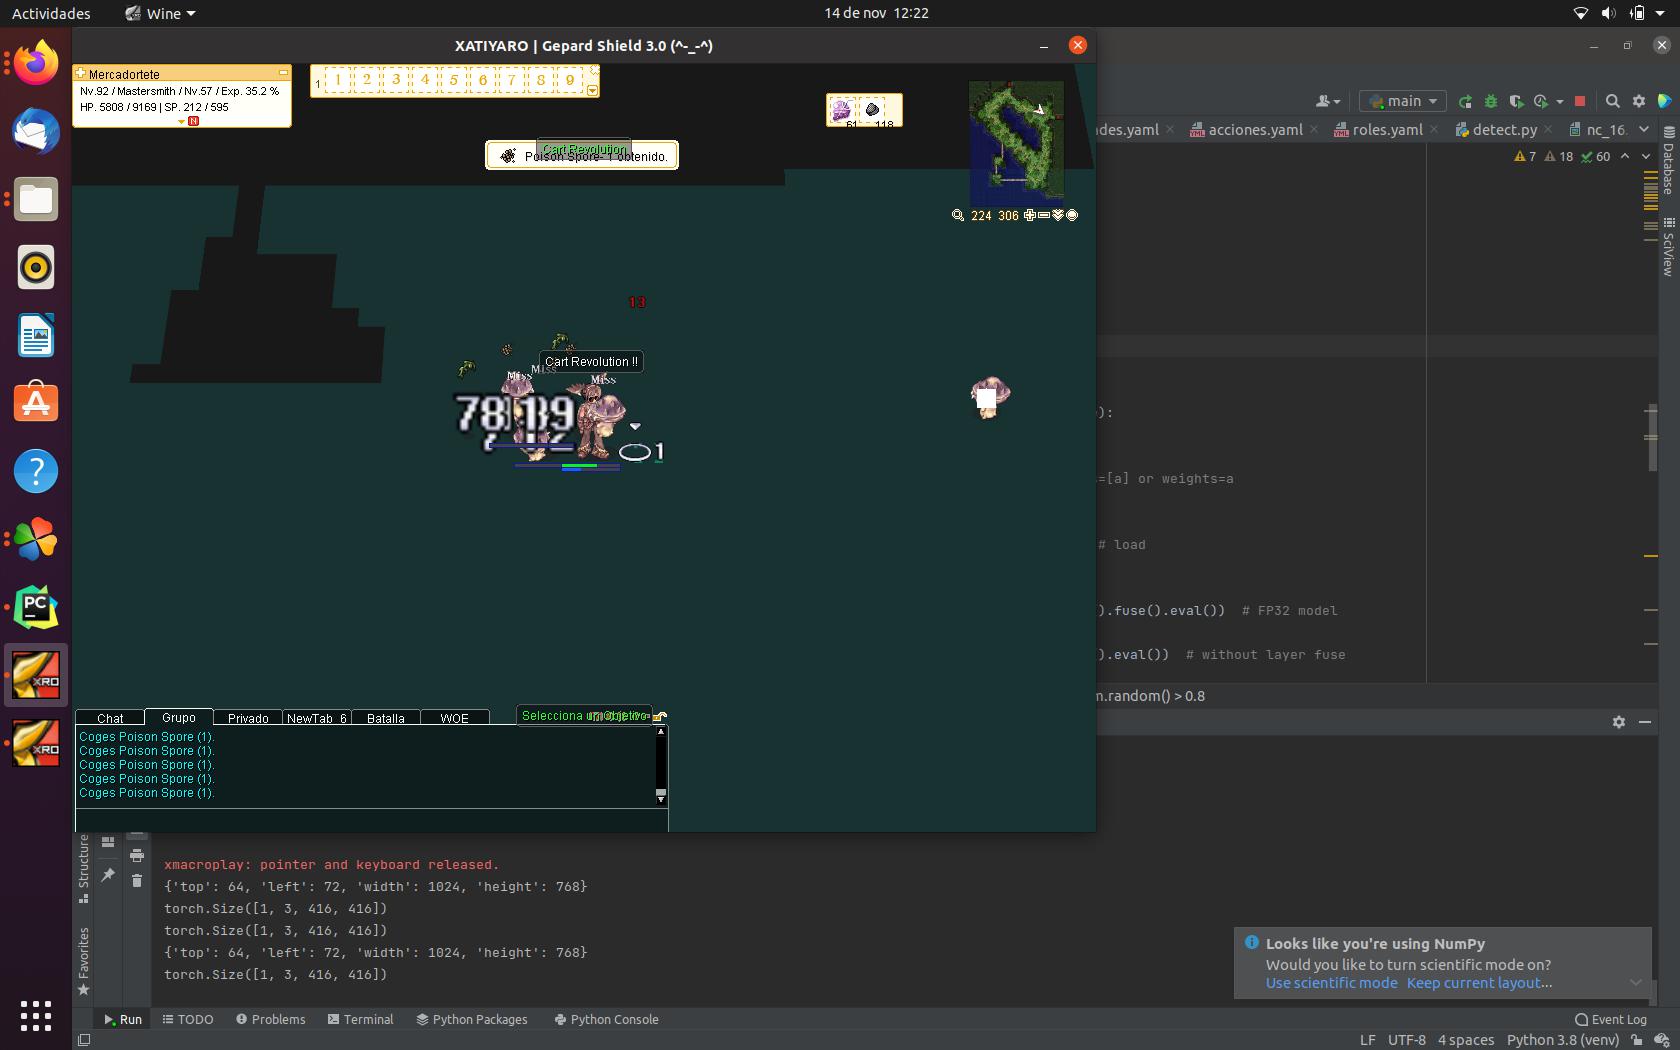 Actividades
Wine
14 de nov 12:22
XATIYARO | Gepard Shield 3.0 (^-_-^)
Mercadortete
Nv.92 / Mastersmith / Nv.57 / Exp. 35.2 %
HP. 5808 / 9169 | SP. 212 / 595
N
1 1 2 3 4 5 6 7 8 9
61 118
Cart Revolution
Poison Spore- 1 obtenido.
224 306
main
des.yaml
acciones.yaml
roles.yaml
detect.py
nc_16.
7 18 60
Database
SciView
13
Cart Revolution !!
Miss Miss Miss
1
):
=[a] or weights=a
# load
).fuse().eval()) # FP32 model
).eval()) # without layer fuse
m.random() > 0.8
Chat Grupo Privado NewTab_6 Batalla WOE
Coges Poison Spore (1).
Coges Poison Spore (1).
Coges Poison Spore (1).
Coges Poison Spore (1).
Coges Poison Spore (1).
Structure
Favorites
xmacroplay: pointer and keyboard released.
{'top': 64, 'left': 72, 'width': 1024, 'height': 768}
torch.Size([1, 3, 416, 416])
torch.Size([1, 3, 416, 416])
{'top': 64, 'left': 72, 'width': 1024, 'height': 768}
torch.Size([1, 3, 416, 416])
Looks like you're using NumPy
Would you like to turn scientific mode on?
Use scientific mode Keep current layout...
Run TODO Problems Terminal Python Packages Python Console
Event Log
LF UTF-8 4 spaces Python 3.8 (venv)
PC
XRO
XRO